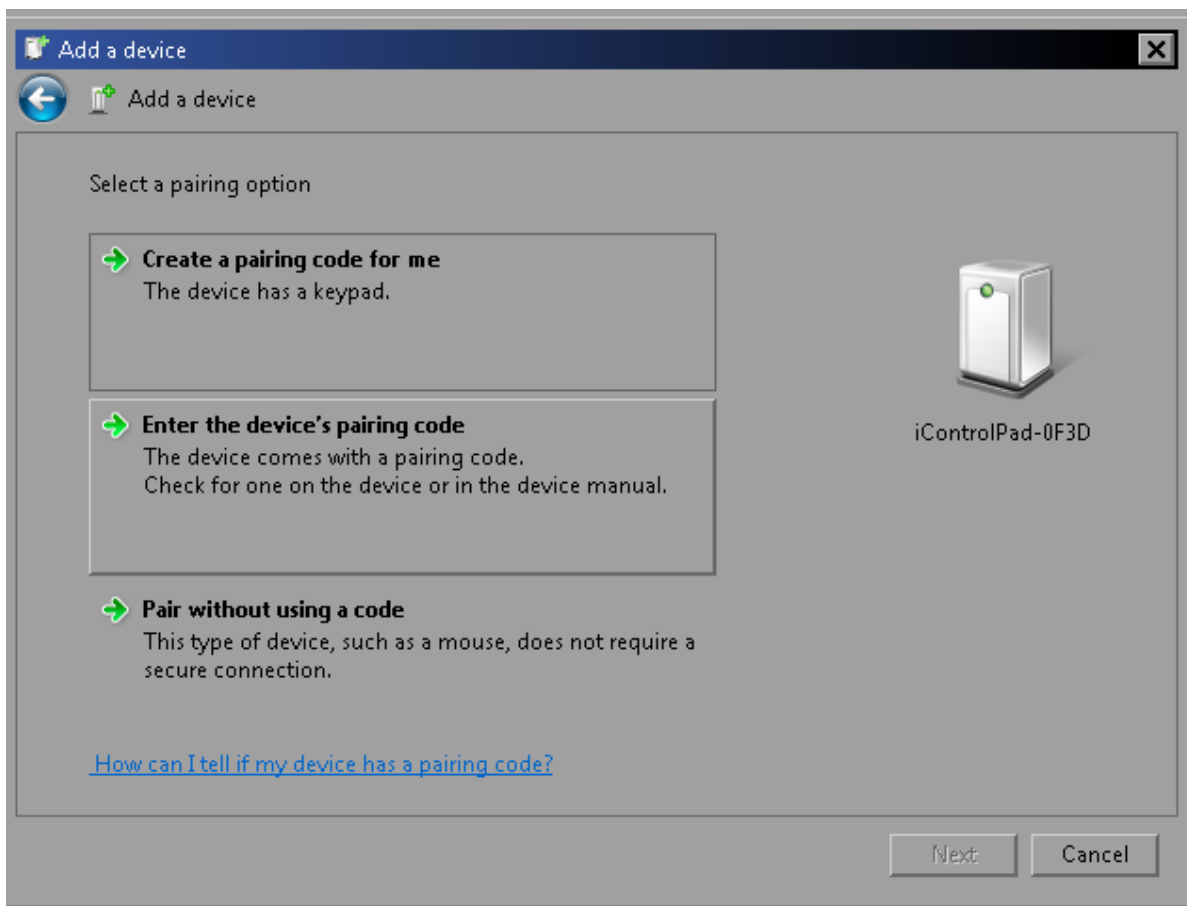 Add a device
Add a device
Select a pairing option
Create a pairing code for me
The device has a keypad.
Enter the device's pairing code
The device comes with a pairing code.
Check for one on the device or in the device manual.
iControlPad-0F3D
Pair without using a code
This type of device, such as a mouse, does not require a
secure connection.
How can I tell if my device has a pairing code?
Next
Cancel